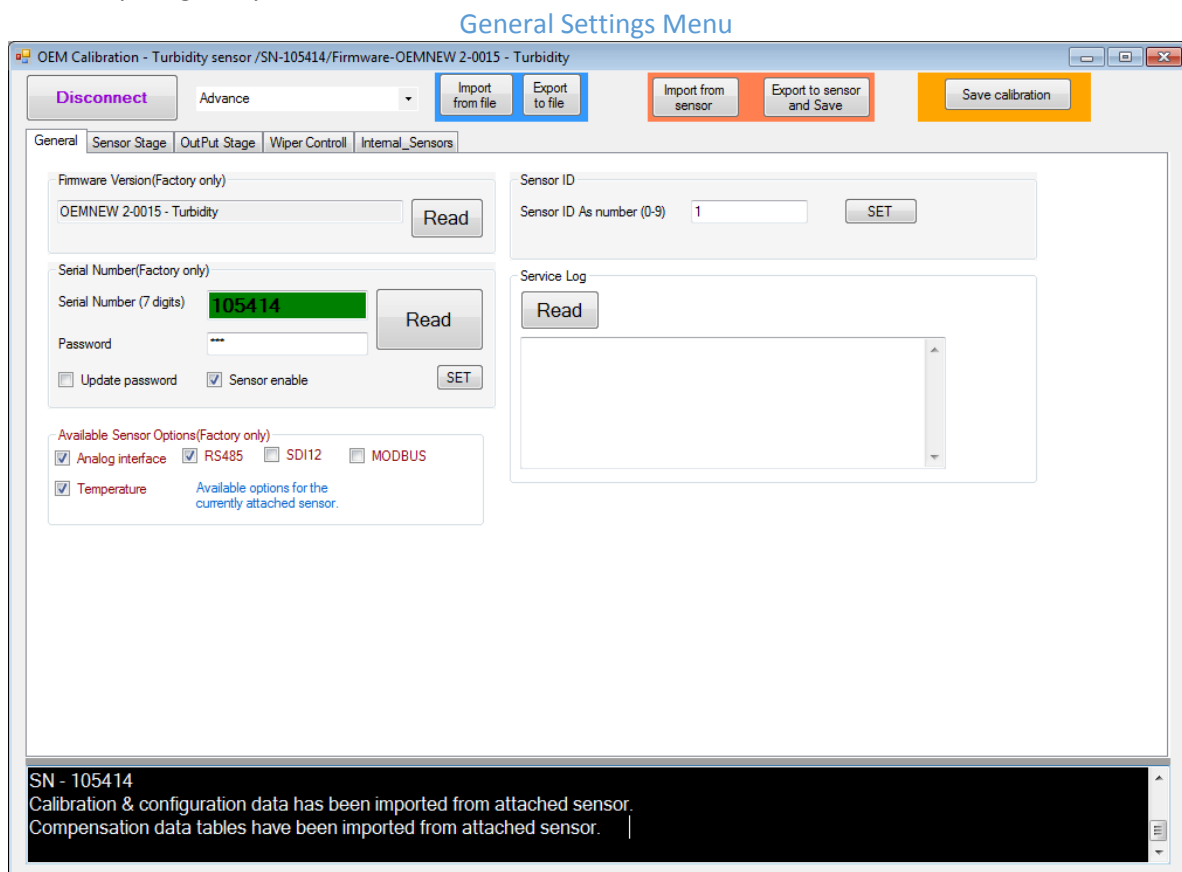 General Settings Menu
OEM Calibration - Turbidity sensor /SN-105414/Firmware-OEMNEW 2-0015 - Turbidity
Disconnect
Advance
Import from file
Export to file
Import from sensor
Export to sensor and Save
Save calibration
General
Sensor Stage
OutPut Stage
Wiper Controll
Internal_Sensors
Firmware Version(Factory only)
OEMNEW 2-0015 - Turbidity
Read
Serial Number(Factory only)
Serial Number (7 digits)
105414
Read
Password
***
Update password
Sensor enable
SET
Available Sensor Options(Factory only)
Analog interface
RS485
SDI12
MODBUS
Temperature
Available options for the
currently attached sensor.
Sensor ID
Sensor ID As number (0-9)
1
SET
Service Log
Read
SN - 105414
Calibration & configuration data has been imported from attached sensor.
Compensation data tables have been imported from attached sensor.